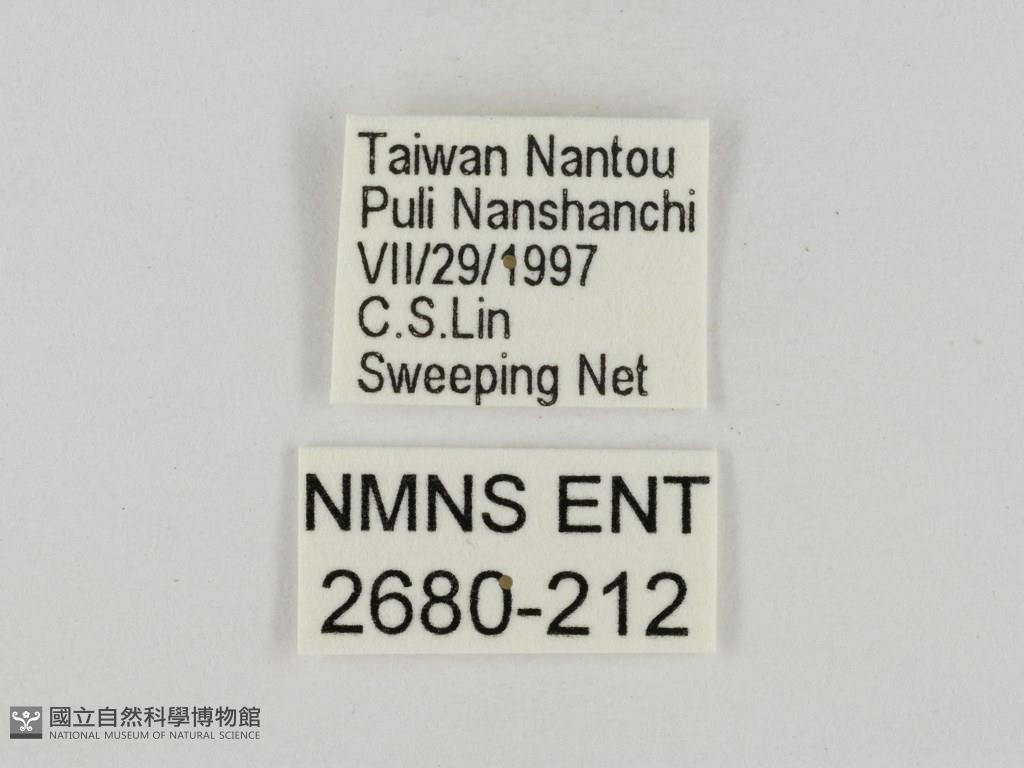 Taiwan Nantou
Puli Nanshanchi
VII/29/1997
C.S.Lin
Sweeping Net
NMNS ENT
2680-212
國立自然科學博物館
NATIONAL MUSEUM OF NATURAL SCIENCE